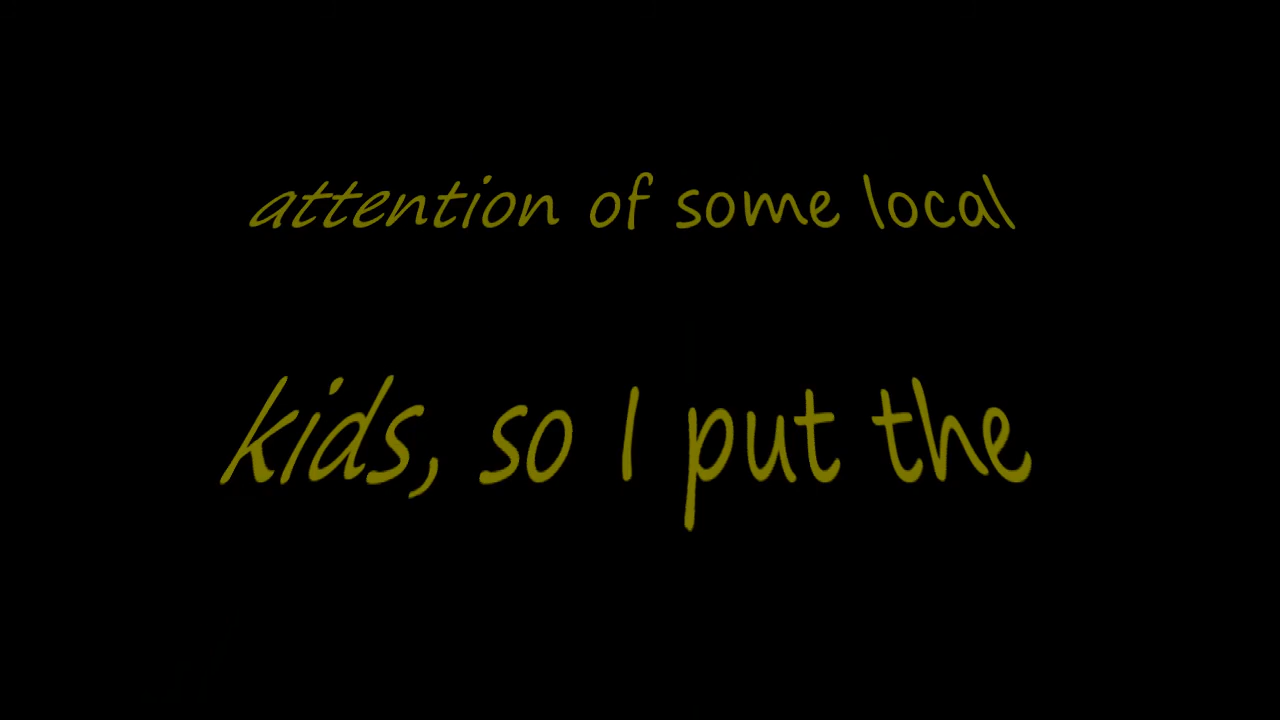 attention of some local
kids, so I put the